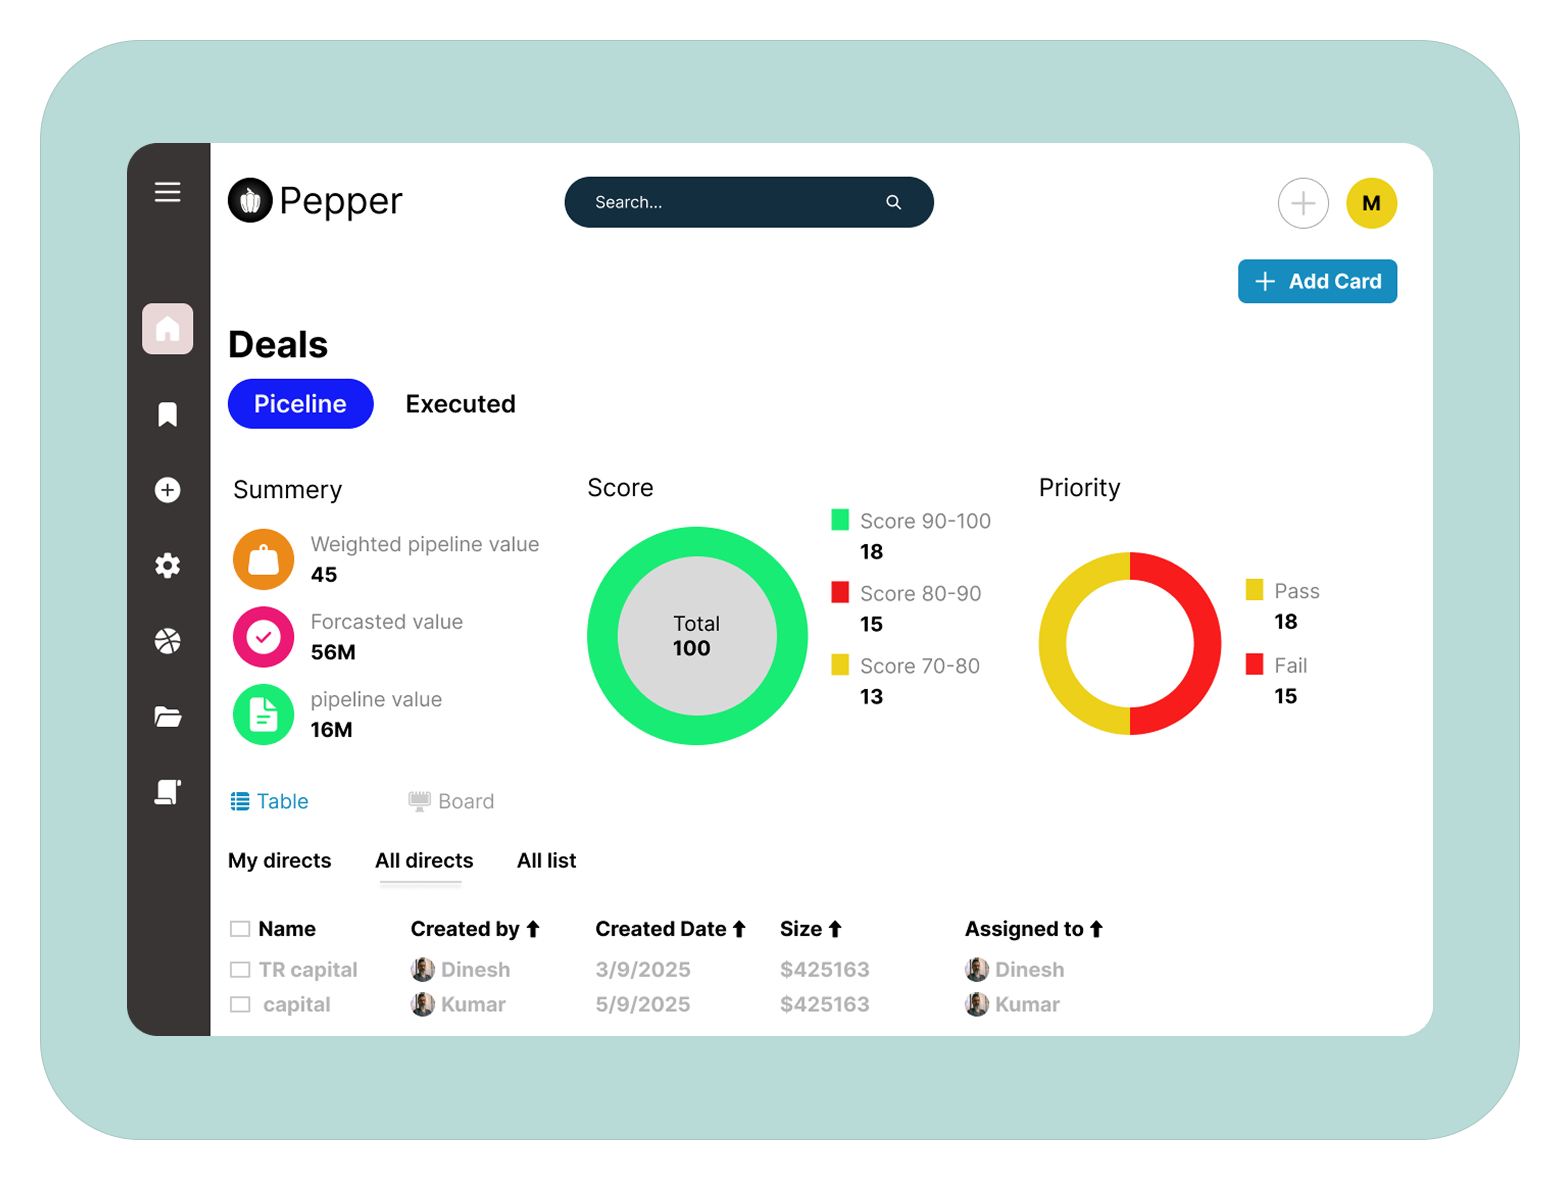 Pepper
Search...
M
Add Card
Deals
Piceline Executed
Summery
Weighted pipeline value
45
Forcasted value
56M
pipeline value
16M
Score
Total
100
Score 90-100
18
Score 80-90
15
Score 70-80
13
Priority
Pass
18
Fail
15
Table Board
My directs All directs All list
Name Created by Created Date Size Assigned to
TR capital Dinesh 3/9/2025 $425163 Dinesh
capital Kumar 5/9/2025 $425163 Kumar